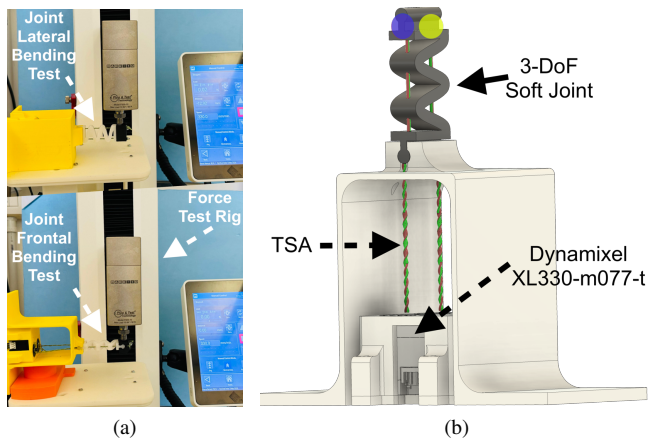 Joint
Lateral
Bending
Test
Joint
Frontal
Bending
Test
Force
Test Rig
(a)
3-DoF
Soft Joint
TSA
Dynamixel
XL330-m077-t
(b)